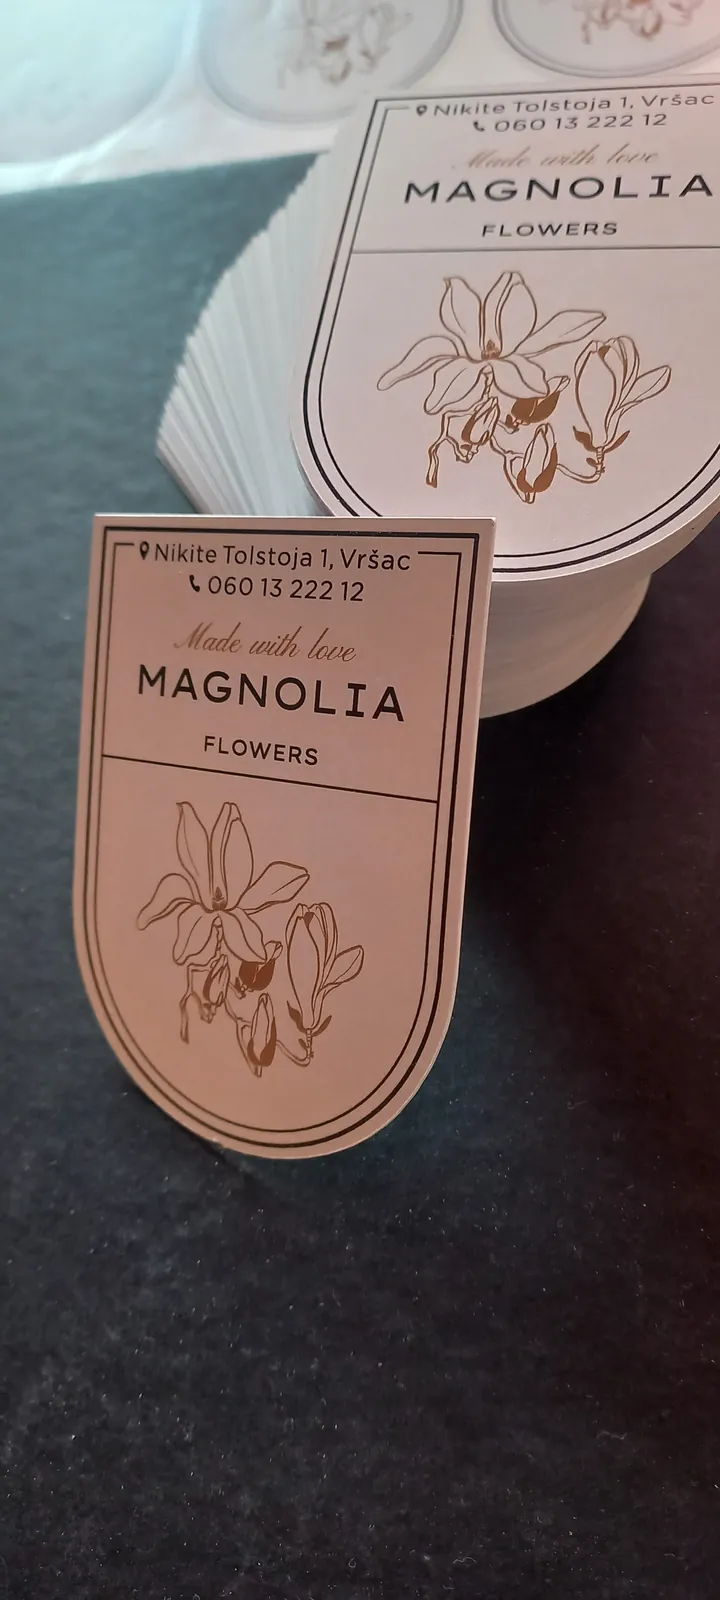 Nikite Tolstoja 1, Vršac
060 13 222 12
Made with love
MAGNOLIA
FLOWERS
Nikite Tolstoja 1, Vršac
060 13 222 12
Made with love
MAGNOLIA
FLOWERS